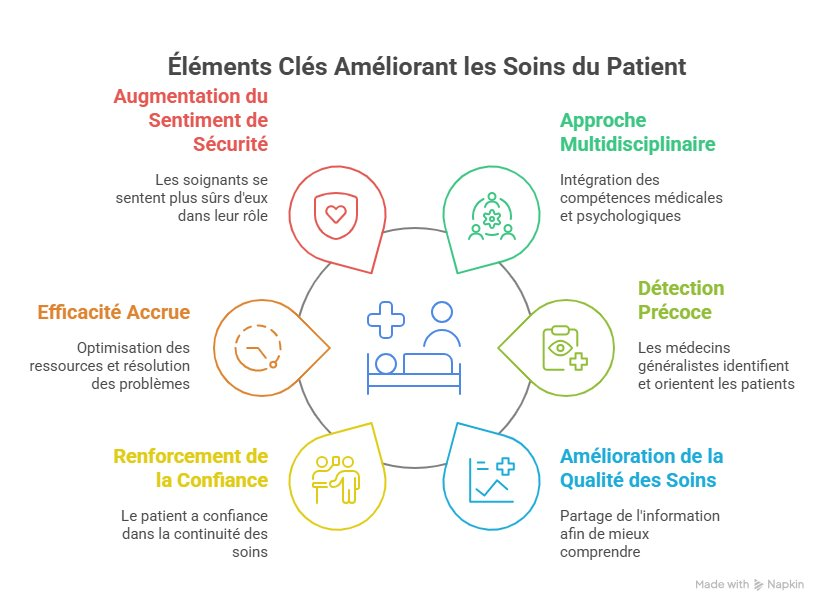 Éléments Clés Améliorant les Soins du Patient
Augmentation du
Sentiment de
Sécurité
Les soignants se
sentent plus sûrs d'eux
dans leur rôle
Approche
Multidisciplinaire
Intégration des
compétences médicales
et psychologiques
Efficacité Accrue
Optimisation des
ressources et résolution
des problèmes
Détection
Précoce
Les médecins
généralistes identifient
et orientent les patients
Renforcement de
la Confiance
Le patient a confiance
dans la continuité des
soins
Amélioration de la
Qualité des Soins
Partage de l'information
afin de mieux
comprendre
Made with Napkin